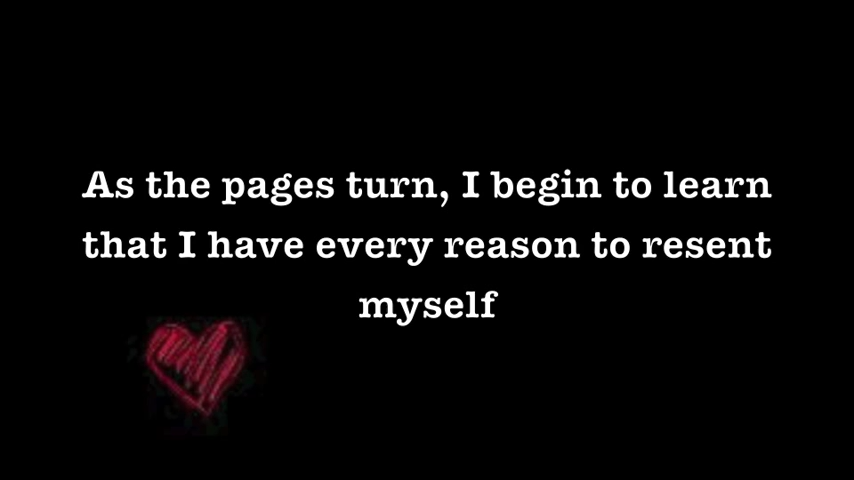 As the pages turn, I begin to learn
that I have every reason to resent
myself